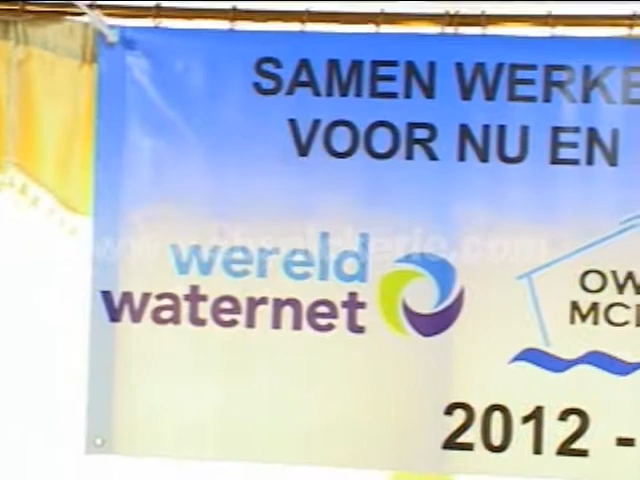 SAMEN WERKE
VOOR NU EN
wereld
waternet
OW
MC
2012 -